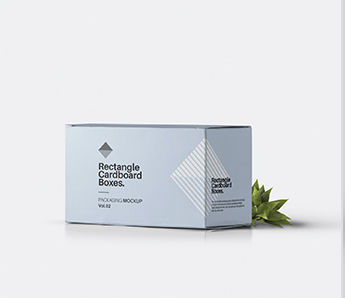 Rectangle
Cardboard
Boxes.
PACKAGING MOCKUP
Vol.02
Rectangle
Cardboard
Boxes.